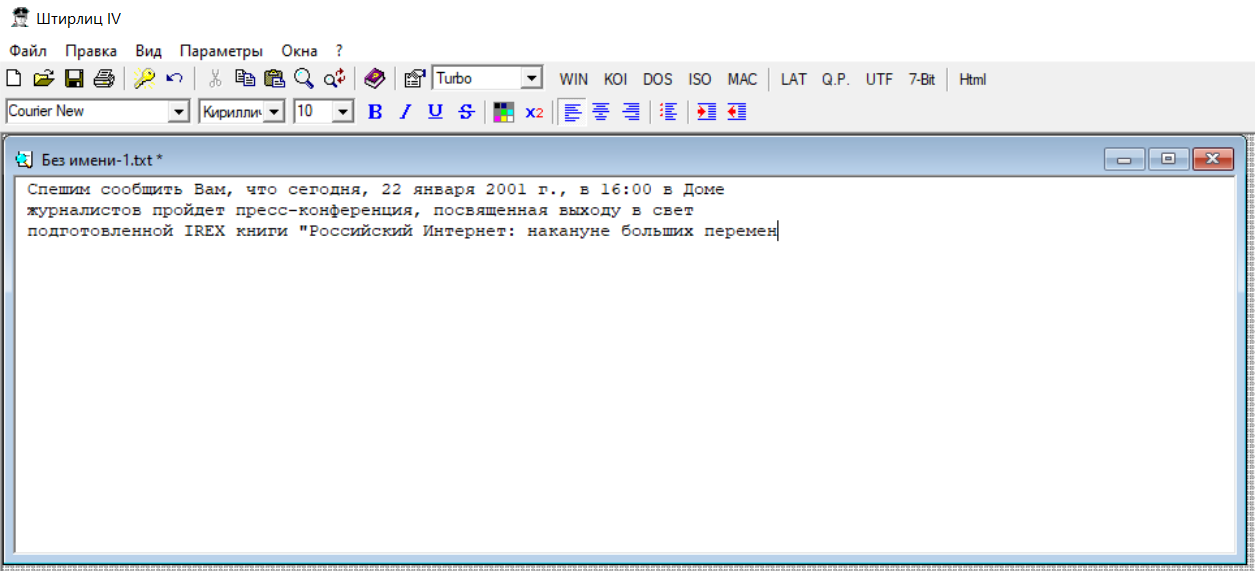 Штирлиц IV
Файл Правка Вид Параметры Окна ?
Turbo WIN KOI DOS ISO MAC LAT Q.P. UTF 7-Bit Html
Courier New Кириллич 10 B I U S x2
Без имени-1.txt *
Спешим сообщить Вам, что сегодня, 22 января 2001 г., в 16:00 в Доме
журналистов пройдет пресс-конференция, посвященная выходу в свет
подготовленной IREX книги "Российский Интернет: накануне больших перемен